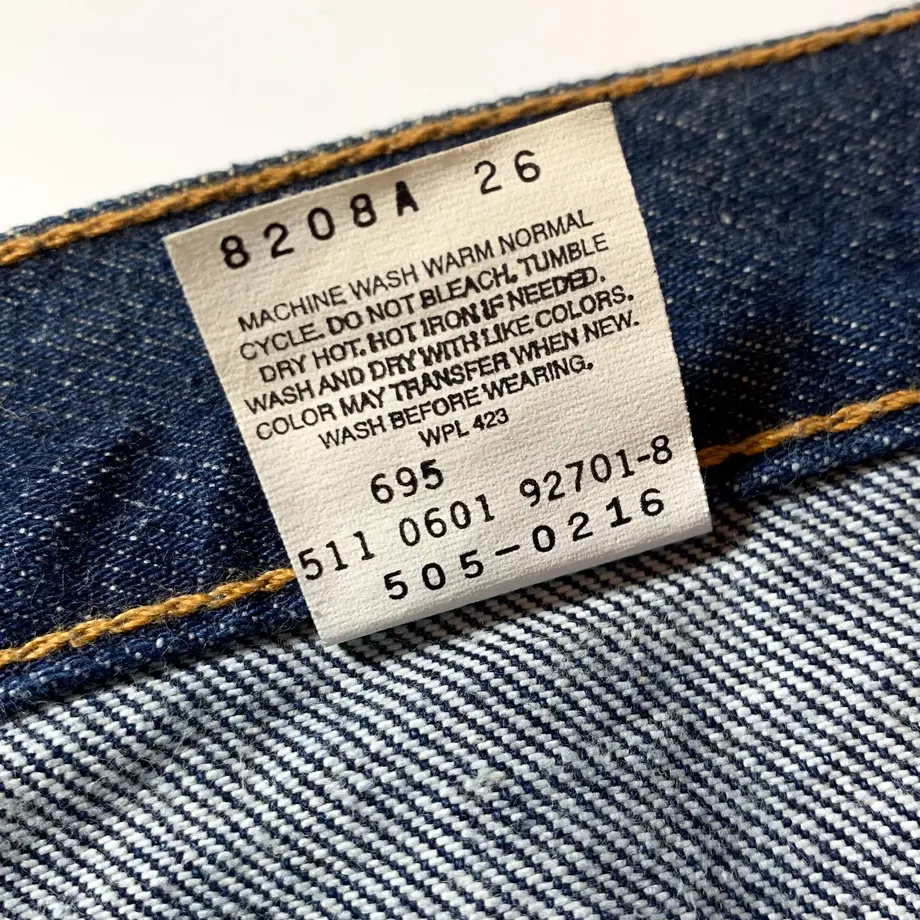 8208A 26
MACHINE WASH WARM NORMAL
CYCLE. DO NOT BLEACH. TUMBLE
DRY HOT. HOT IRON IF NEEDED.
WASH AND DRY WITH LIKE COLORS.
COLOR MAY TRANSFER WHEN NEW.
WASH BEFORE WEARING.
WPL 423
695
511 0601 92701-8
505-0216